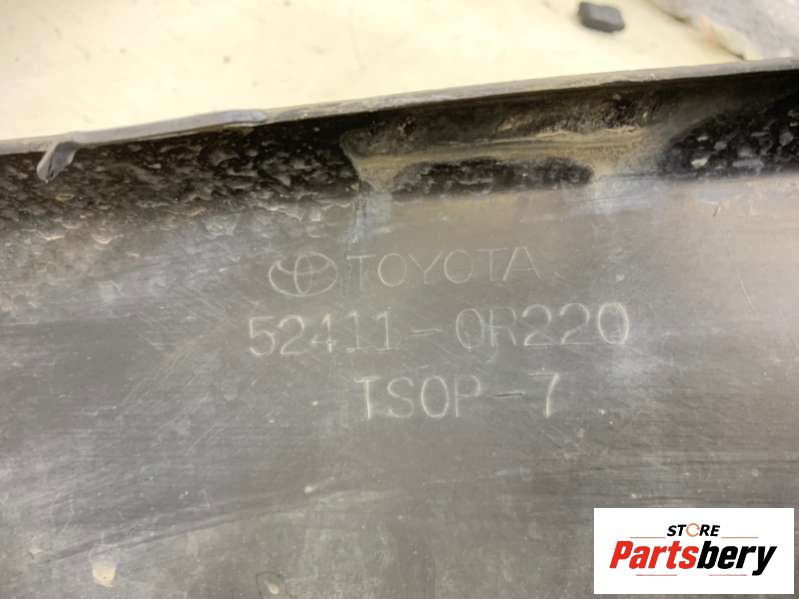 TOYOTA
52411-0R220
TSOP-7
STORE
Partsbery